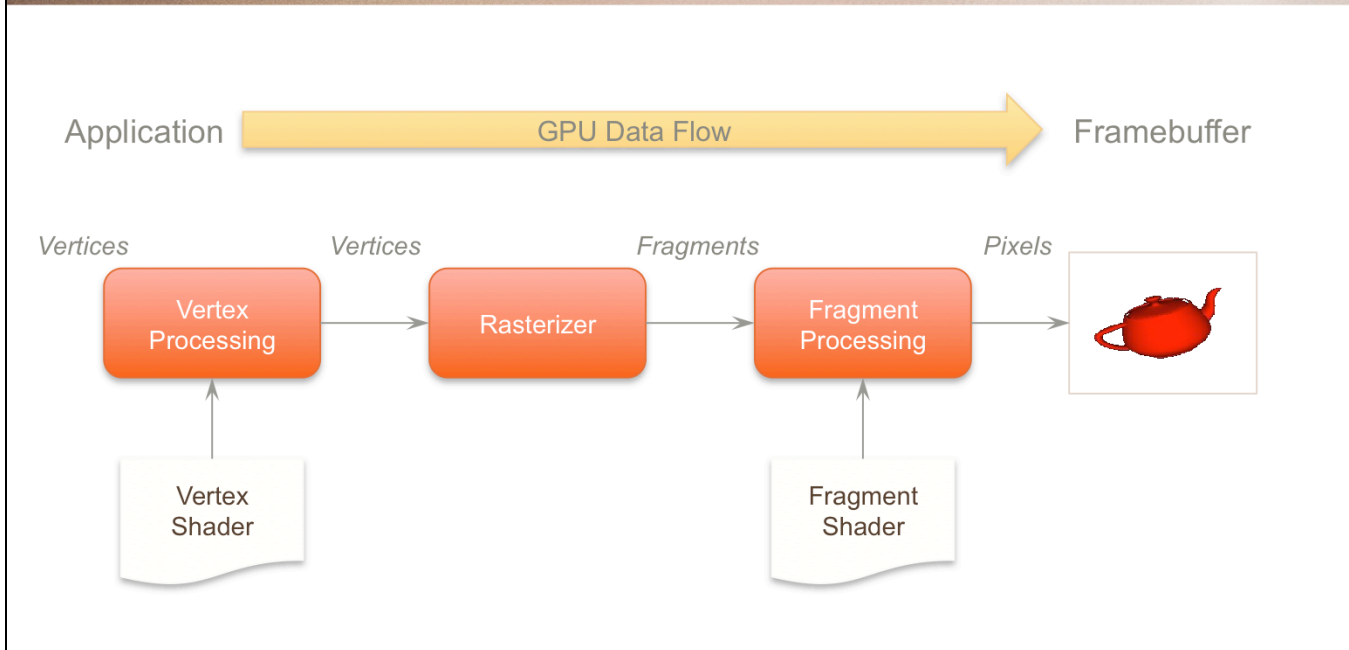 Application
GPU Data Flow
Framebuffer
Vertices
Vertices
Fragments
Pixels
Vertex
Processing
Rasterizer
Fragment
Processing
Vertex
Shader
Fragment
Shader